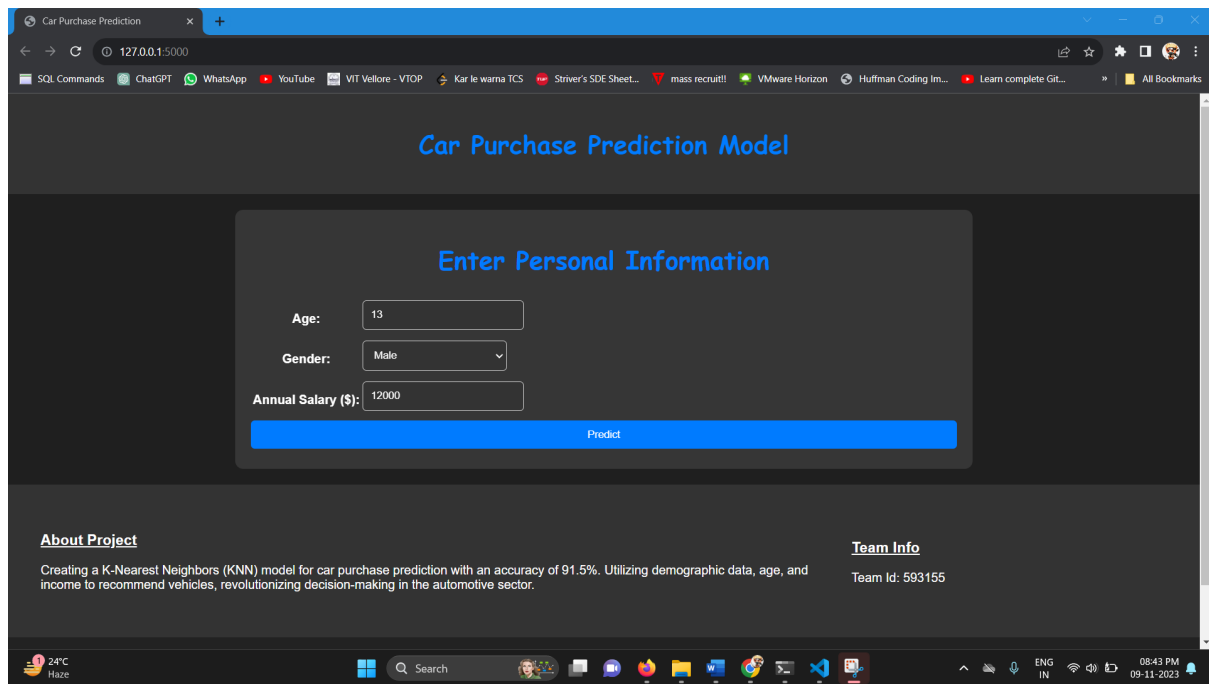 Car Purchase Prediction
127.0.0.1:5000
SQL Commands ChatGPT WhatsApp YouTube VIT Vellore - VTOP Kar le warna TCS Striver's SDE Sheet... mass recruit!! VMware Horizon Huffman Coding Im... Learn complete Git... » All Bookmarks
Car Purchase Prediction Model
Enter Personal Information
Age: 13
Gender: Male
Annual Salary ($): 12000
Predict
About Project
Creating a K-Nearest Neighbors (KNN) model for car purchase prediction with an accuracy of 91.5%. Utilizing demographic data, age, and
income to recommend vehicles, revolutionizing decision-making in the automotive sector.
Team Info
Team Id: 593155
1
24°C
Haze
Search
ENG
IN
08:43 PM
09-11-2023